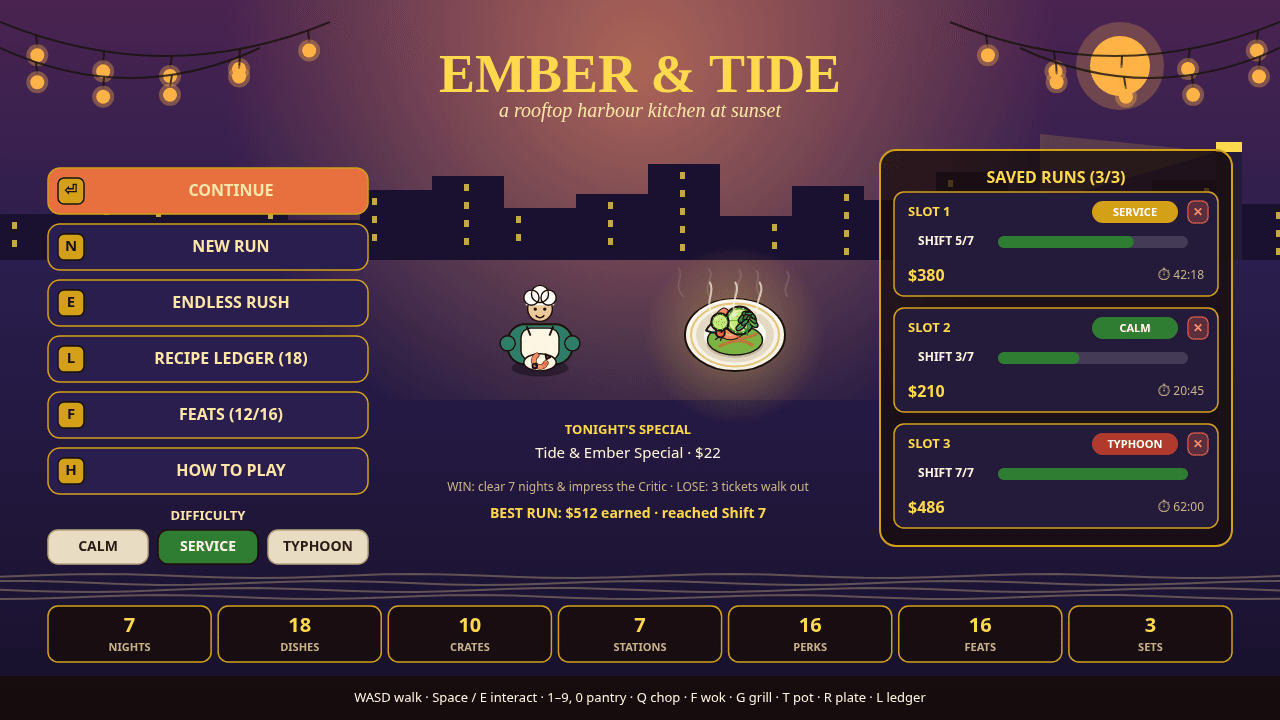 EMBER & TIDE
a rooftop harbour kitchen at sunset
⏎ CONTINUE
N NEW RUN
E ENDLESS RUSH
L RECIPE LEDGER (18)
F FEATS (12/16)
H HOW TO PLAY
DIFFICULTY
CALM SERVICE TYPHOON
TONIGHT'S SPECIAL
Tide & Ember Special · $22
WIN: clear 7 nights & impress the Critic · LOSE: 3 tickets walk out
BEST RUN: $512 earned · reached Shift 7
SAVED RUNS (3/3)
SLOT 1 SERVICE ✕
SHIFT 5/7
$380 ⏱ 42:18
SLOT 2 CALM ✕
SHIFT 3/7
$210 ⏱ 20:45
SLOT 3 TYPHOON ✕
SHIFT 7/7
$486 ⏱ 62:00
7 18 10 7 16 16 3
NIGHTS DISHES CRATES STATIONS PERKS FEATS SETS
WASD walk · Space / E interact · 1–9, 0 pantry · Q chop · F wok · G grill · T pot · R plate · L ledger